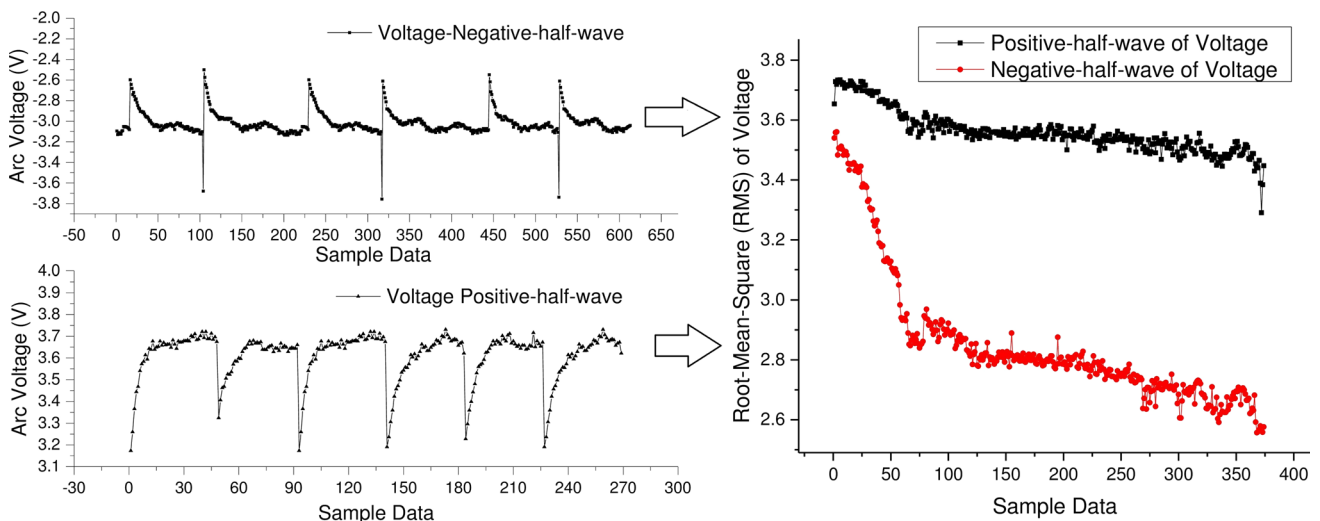 Voltage-Negative-half-wave
Arc Voltage (V)
-2.0
-2.2
-2.4
-2.6
-2.8
-3.0
-3.2
-3.4
-3.6
-3.8
-50 0 50 100 150 200 250 300 350 400 450 500 550 600 650
Sample Data
Voltage Positive-half-wave
Arc Voltage (V)
4.0
3.9
3.8
3.7
3.6
3.5
3.4
3.3
3.2
3.1
-30 0 30 60 90 120 150 180 210 240 270 300
Sample Data
Positive-half-wave of Voltage
Negative-half-wave of Voltage
Root-Mean-Square (RMS) of Voltage
3.8
3.6
3.4
3.2
3.0
2.8
2.6
0 50 100 150 200 250 300 350 400
Sample Data